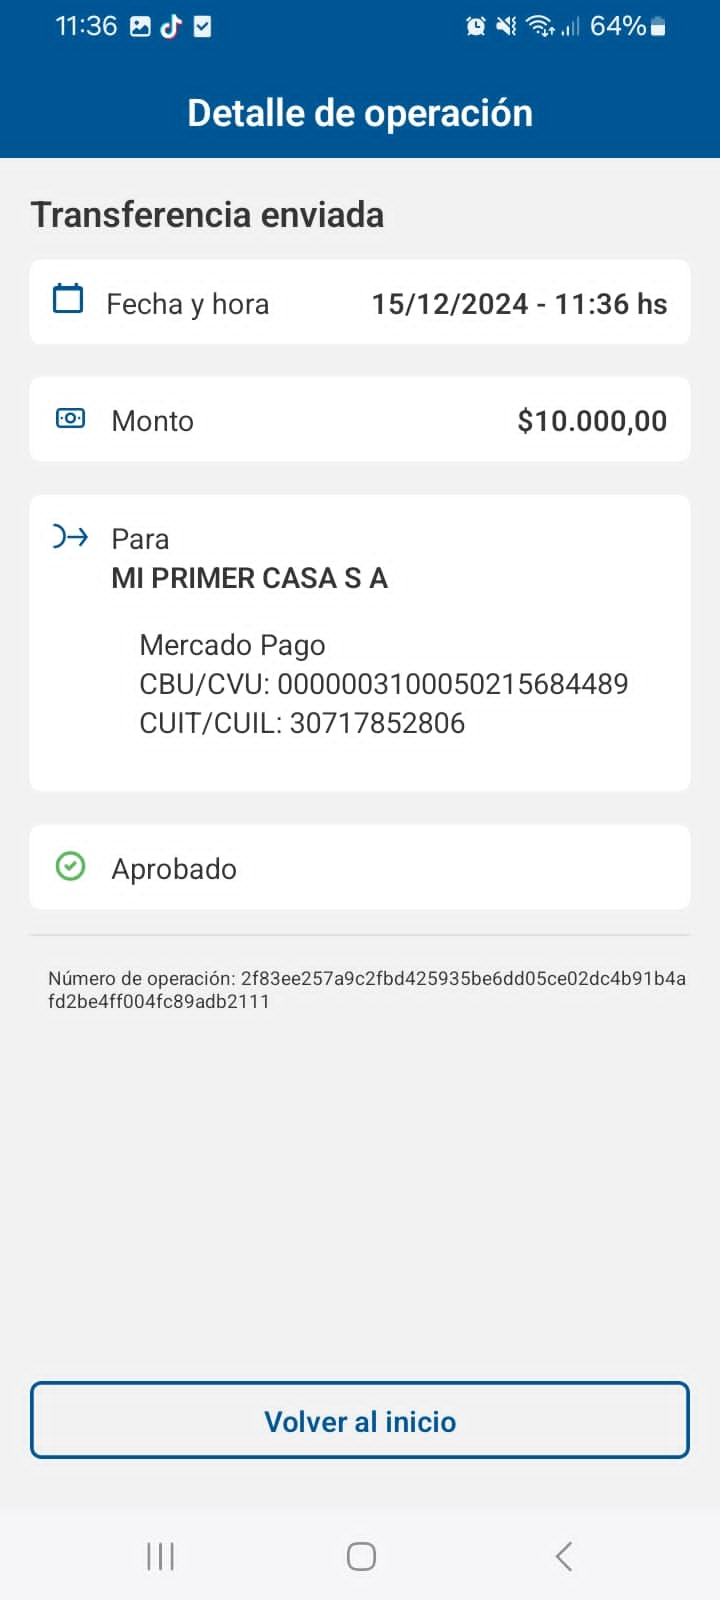 11:36 64%
Detalle de operación
Transferencia enviada
Fecha y hora 15/12/2024 - 11:36 hs
Monto $10.000,00
Para
MI PRIMER CASA S A
Mercado Pago
CBU/CVU: 0000003100050215684489
CUIT/CUIL: 30717852806
Aprobado
Número de operación: 2f83ee257a9c2fbd425935be6dd05ce02dc4b91b4a
fd2be4ff004fc89adb2111
Volver al inicio